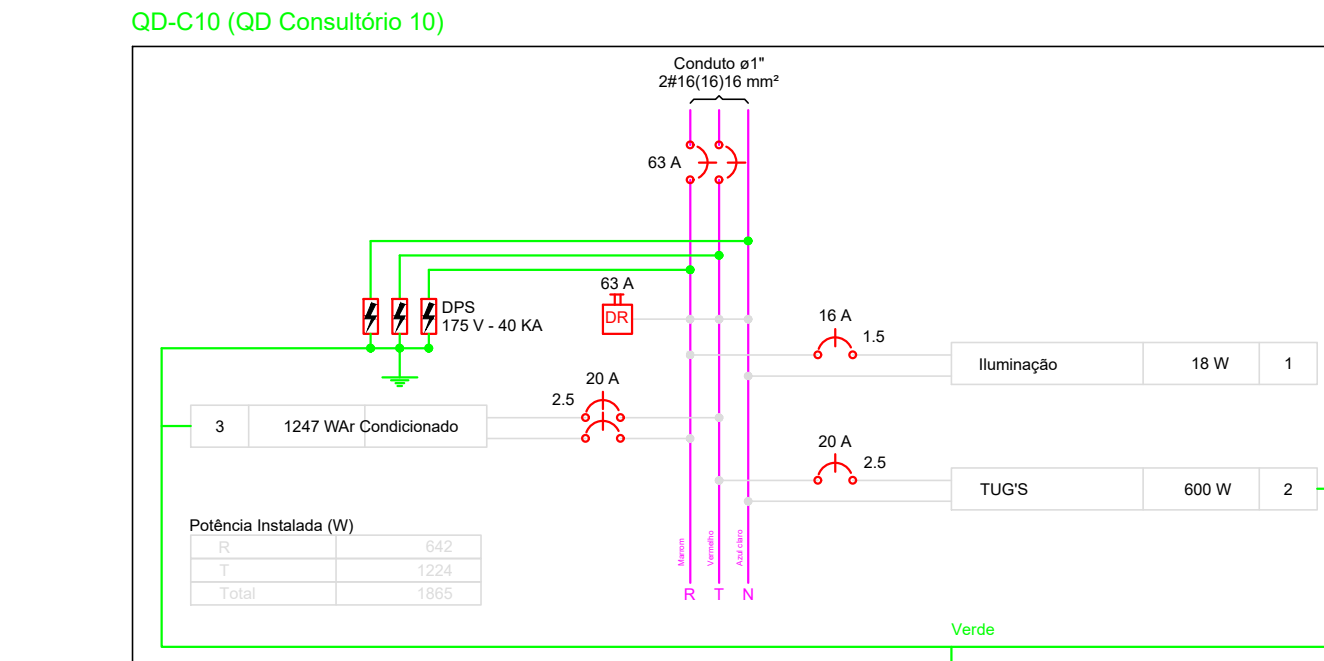 QD-C10 (QD Consultório 10)
Conduto ø1"
2#16(16)16 mm²
63 A
63 A
DR
DPS
175 V - 40 KA
16 A
1.5
Iluminação 18 W 1
20 A
2.5
3 1247 WAr Condicionado
20 A
2.5
TUG'S 600 W 2
Potência Instalada (W)
R 642
T 1224
Total 1865
Marrom
Vermelho
Azul claro
R T N
Verde